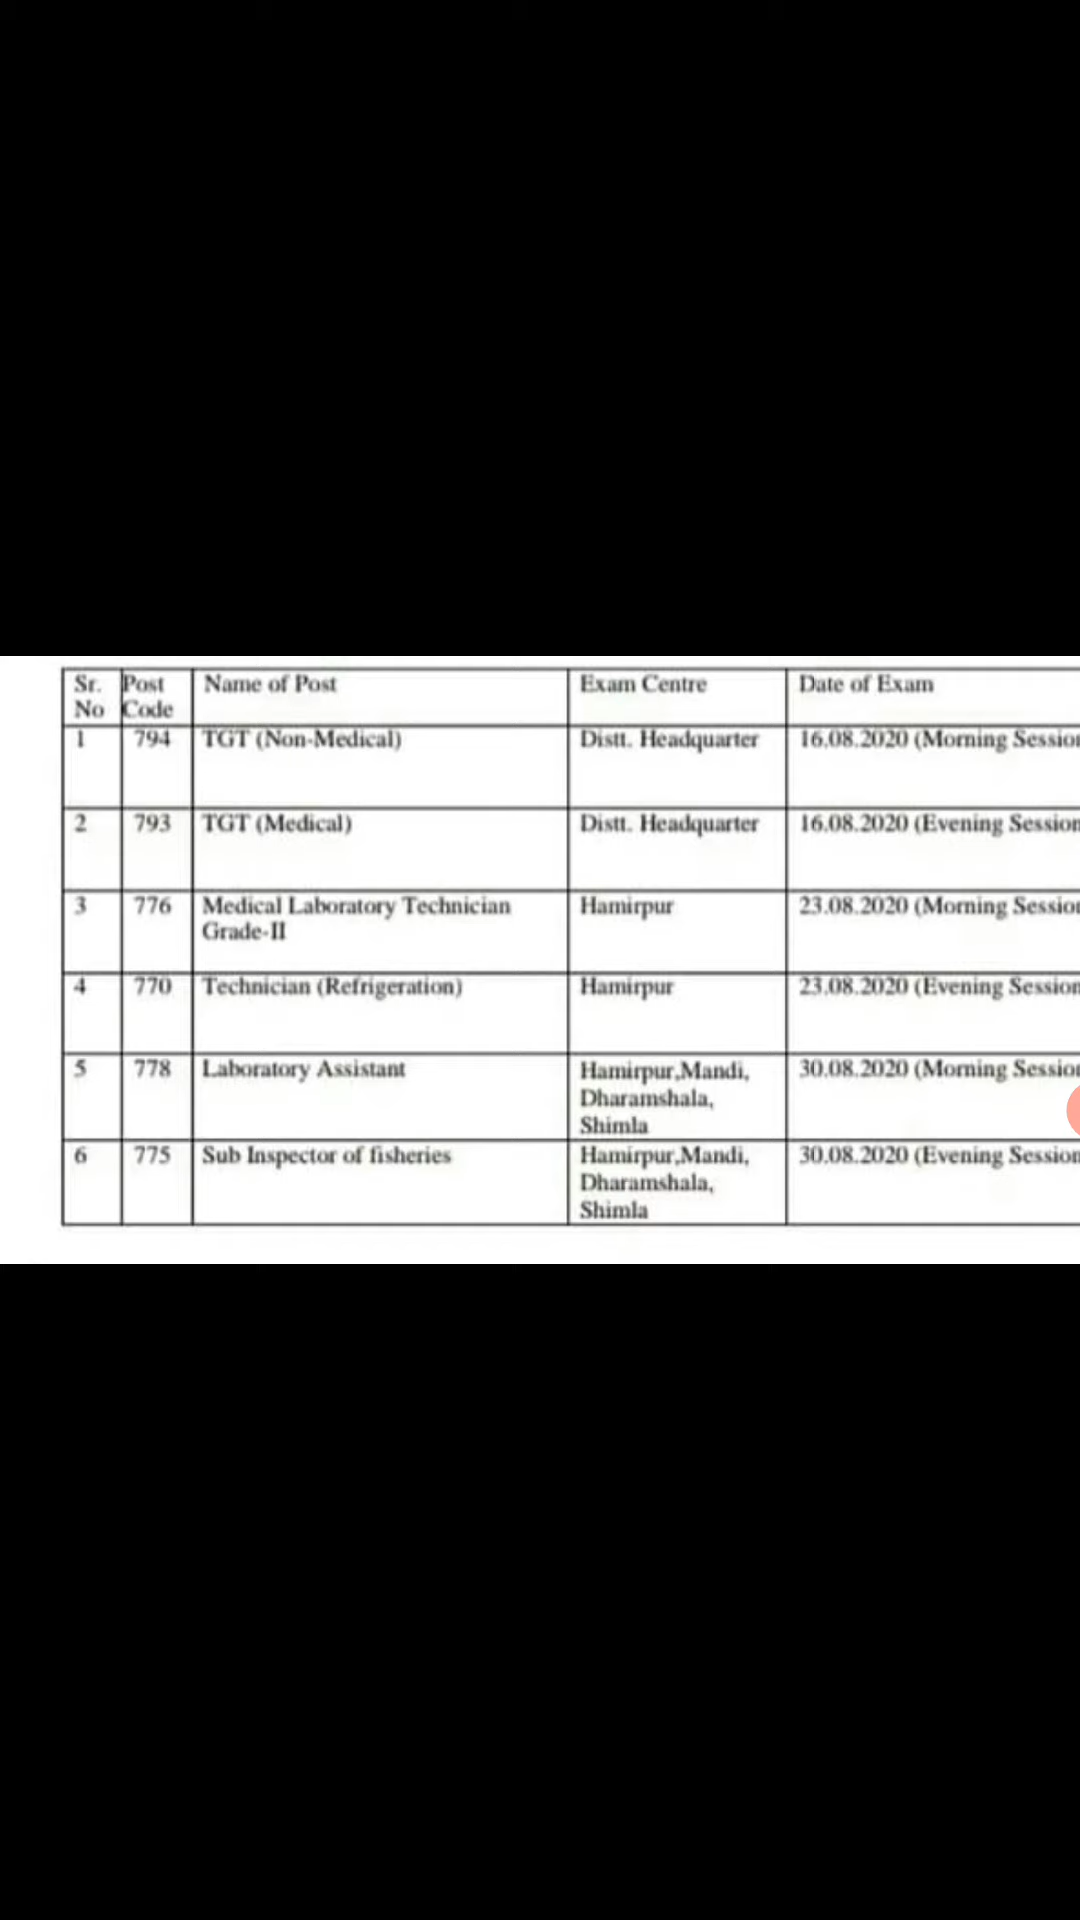 Sr. No Post Code Name of Post Exam Centre Date of Exam
1 794 TGT (Non-Medical) Distt. Headquarter 16.08.2020 (Morning Session
2 793 TGT (Medical) Distt. Headquarter 16.08.2020 (Evening Session
3 776 Medical Laboratory Technician Grade-II Hamirpur 23.08.2020 (Morning Session
4 770 Technician (Refrigeration) Hamirpur 23.08.2020 (Evening Session
5 778 Laboratory Assistant Hamirpur,Mandi, Dharamshala, Shimla 30.08.2020 (Morning Session
6 775 Sub Inspector of fisheries Hamirpur,Mandi, Dharamshala, Shimla 30.08.2020 (Evening Session